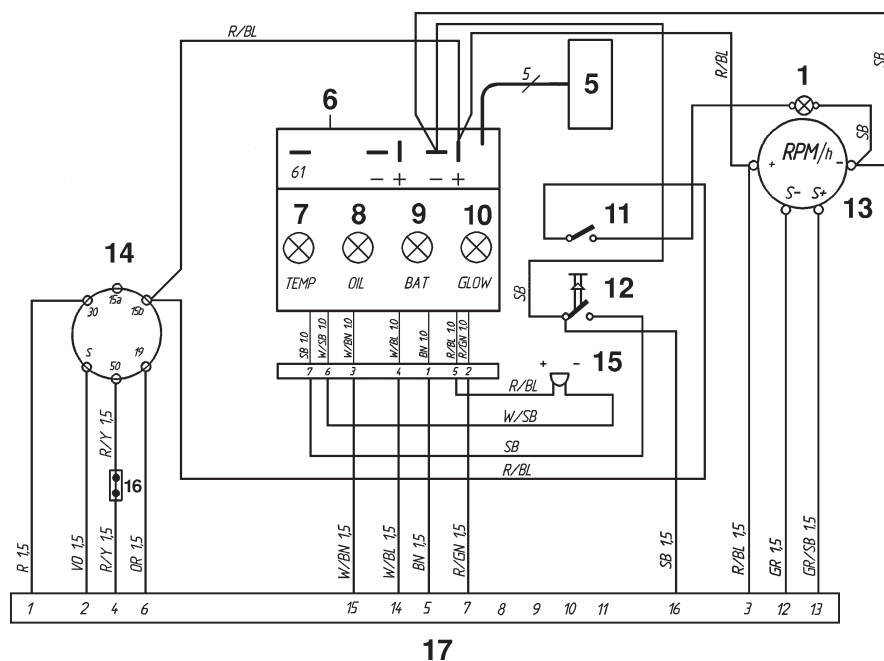 R/BL
SB
R/BL
5
5
1
6
SB
RPM/h
+ -
S- S+
13
61
- + - +
7 8 9 10
TEMP OIL BAT GLOW
11
14
30 15a 15b
S 50 19
SB
12
SB 1.0
W/SB 1.0
W/BN 1.0
W/BL 1.0
BN 1.0
R/BL 1.0
R/GN 1.0
7 6 3 4 1 5 2
+ -
15
R/BL
W/SB
SB
R/BL
R/Y 1,5
16
R 1,5
VO 1,5
R/Y 1,5
OR 1,5
W/BN 1,5
W/BL 1,5
BN 1,5
R/GN 1,5
SB 1,5
R/BL 1,5
GR 1,5
GR/SB 1,5
1 2 4 6 15 14 5 7 8 9 10 11 16 3 12 13
17